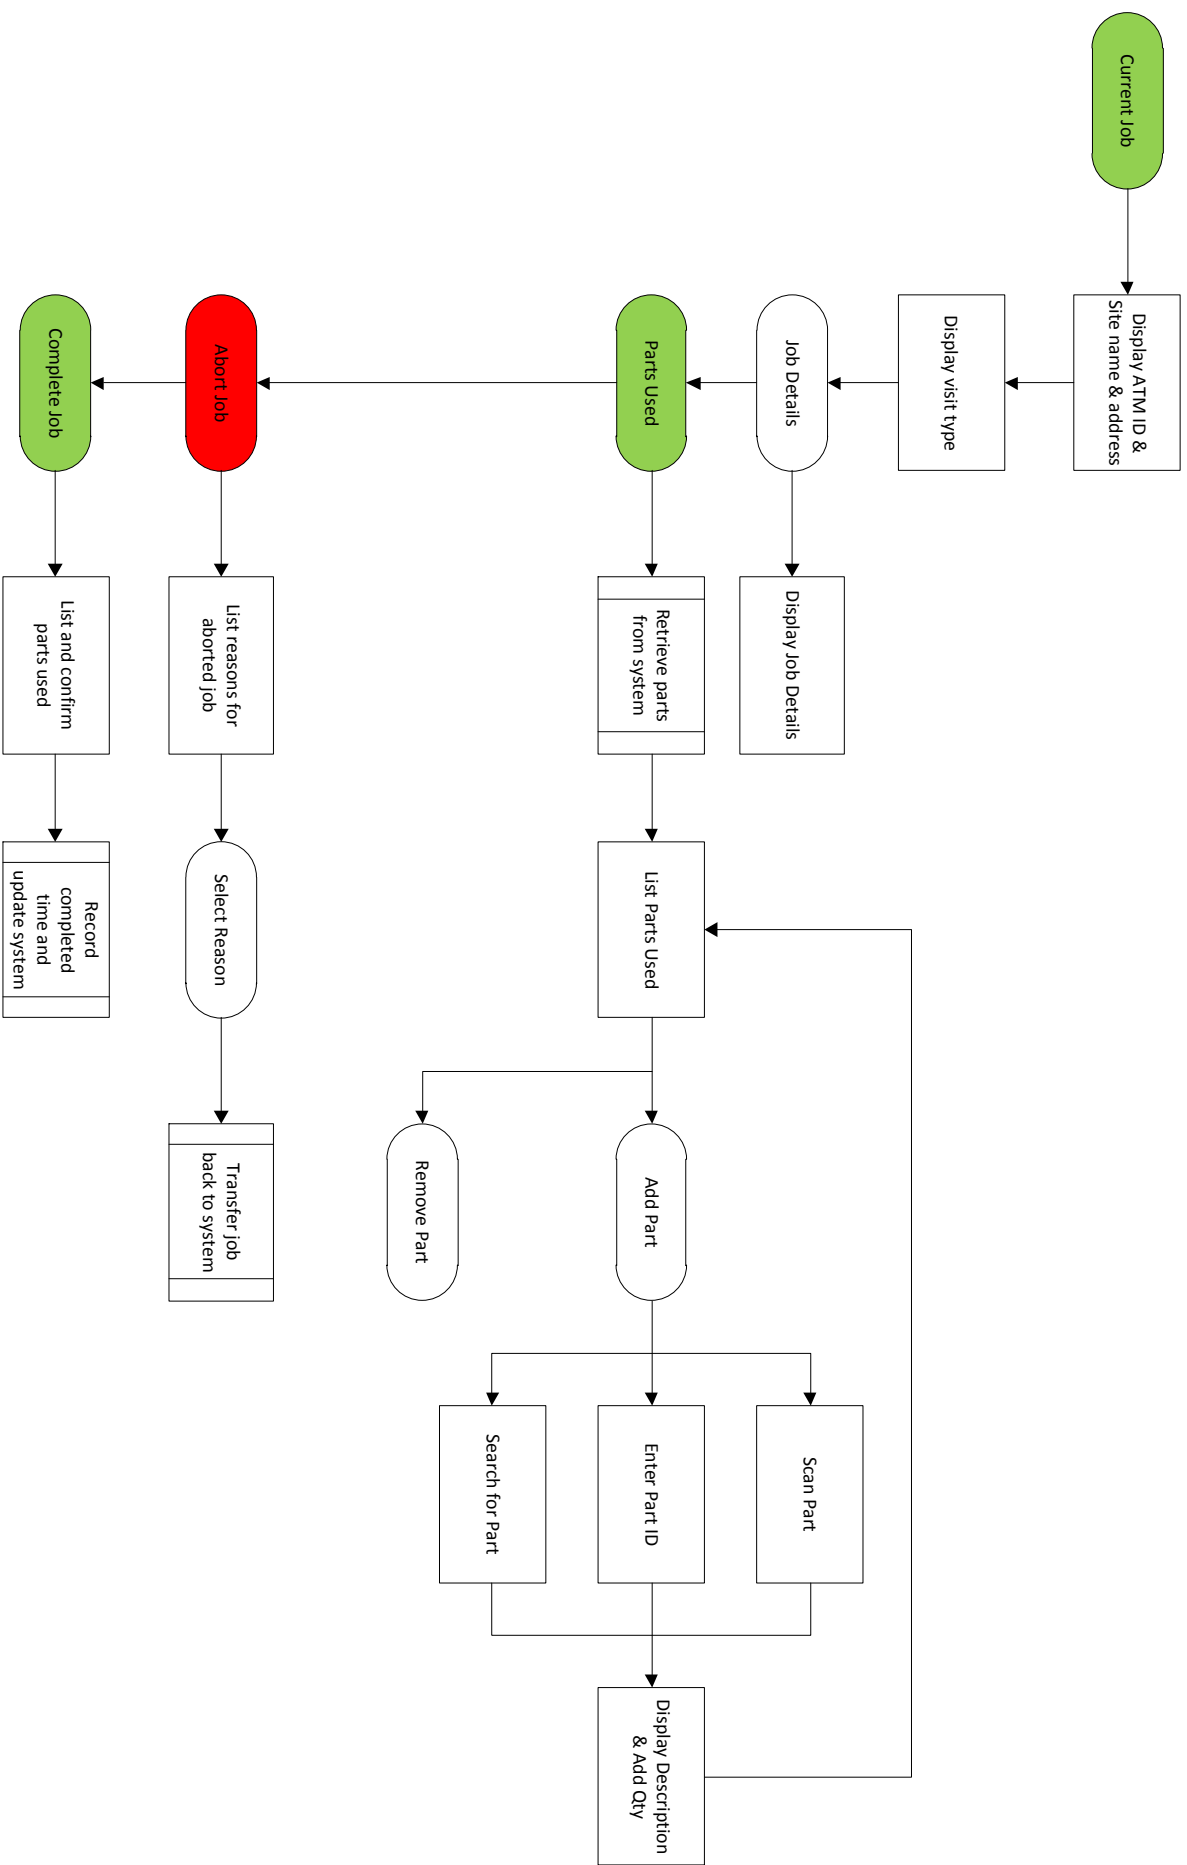 Current Job
Display ATM ID &
Site name & address
Display visit type
Job Details
Display Job Details
Parts Used
Retrieve parts
from system
List Parts Used
Add Part
Remove Part
Scan Part
Enter Part ID
Search for Part
Display Description
& Add Qty
Abort Job
List reasons for
aborted job
Select Reason
Transfer job
back to system
Complete Job
List and confirm
parts used
Record
completed
time and
update system